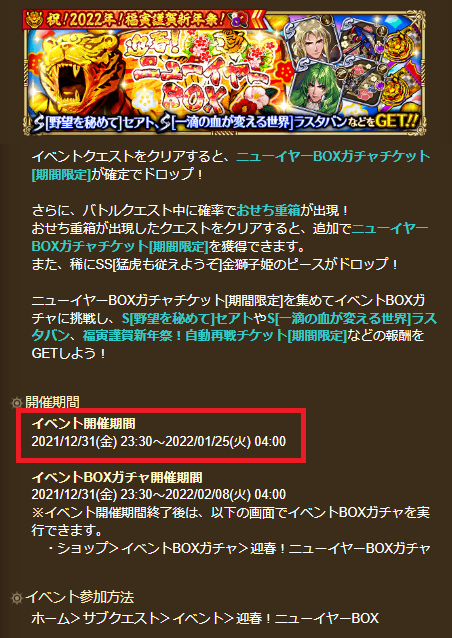 祝!2022年!福寅謹賀新年祭!
迎春!
ニューイヤー
BOX
S[野望を秘めて]セアト、S[一滴の血が変える世界]ラスタバンなどをGET!!
イベントクエストをクリアすると、ニューイヤーBOXガチャチケット
[期間限定]が確定でドロップ！
さらに、バトルクエスト中に確率でおせち重箱が出現！
おせち重箱が出現したクエストをクリアすると、追加でニューイヤ
ーBOXガチャチケット[期間限定]を獲得できます。
また、稀にSS[猛虎も従えようぞ]金獅子姫のピースがドロップ！
ニューイヤーBOXガチャチケット[期間限定]を集めてイベントBOXガ
チャに挑戦し、S[野望を秘めて]セアトやS[一滴の血が変える世界]ラス
タバン、福寅謹賀新年祭！自動再戦チケット[期間限定]などの報酬を
GETしよう！
開催期間
イベント開催期間
2021/12/31(金) 23:30～2022/01/25(火) 04:00
イベントBOXガチャ開催期間
2021/12/31(金) 23:30～2022/02/08(火) 04:00
※イベント開催期間終了後は、以下の画面でイベントBOXガチャを実
行できます。
・ショップ＞イベントBOXガチャ＞迎春！ニューイヤーBOXガチャ
イベント参加方法
ホーム＞サブクエスト＞イベント＞迎春！ニューイヤーBOX